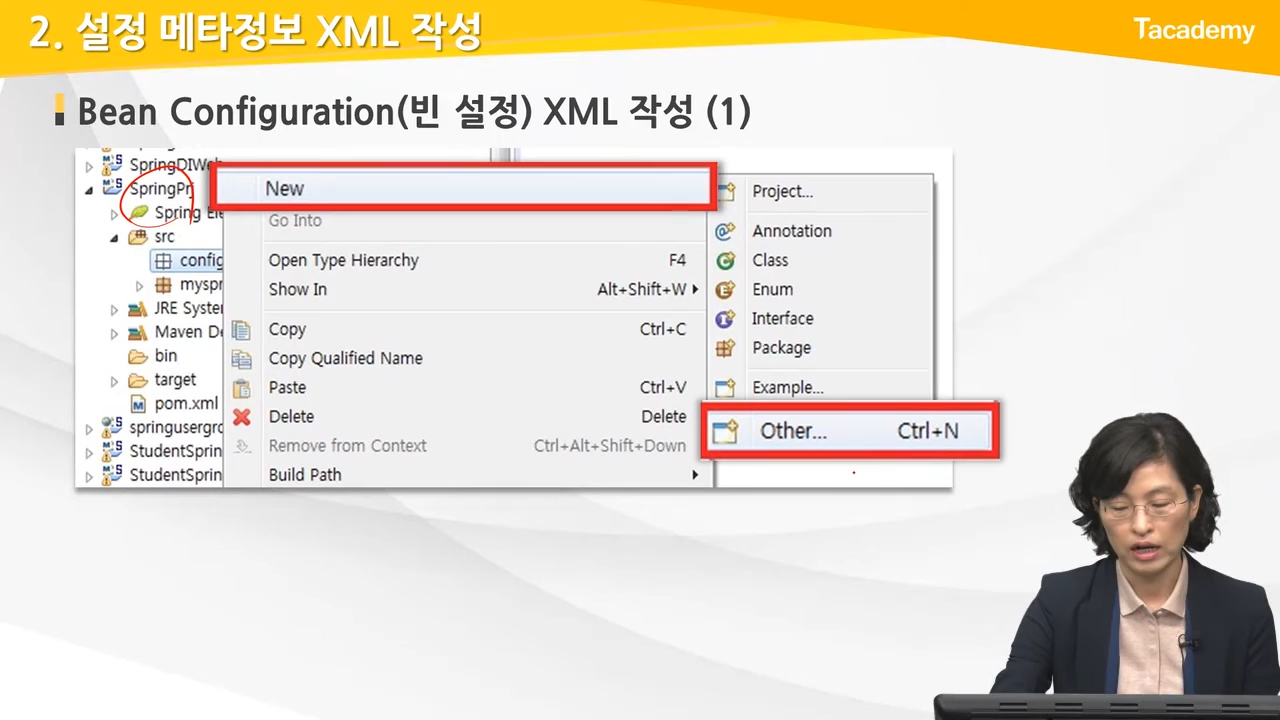 2. 설정 메타정보 XML 작성
Tacademy
Bean Configuration(빈 설정) XML 작성 (1)
SpringDIWeb
SpringPr
Spring Ele
src
config
myspr
JRE System
Maven De
bin
target
pom.xml
springusergro
StudentSprin
StudentSprin
New
Go Into
Open Type Hierarchy F4
Show In Alt+Shift+W
Copy Ctrl+C
Copy Qualified Name
Paste Ctrl+V
Delete Delete
Remove from Context Ctrl+Alt+Shift+Down
Build Path
Project...
Annotation
Class
Enum
Interface
Package
Example...
Other... Ctrl+N